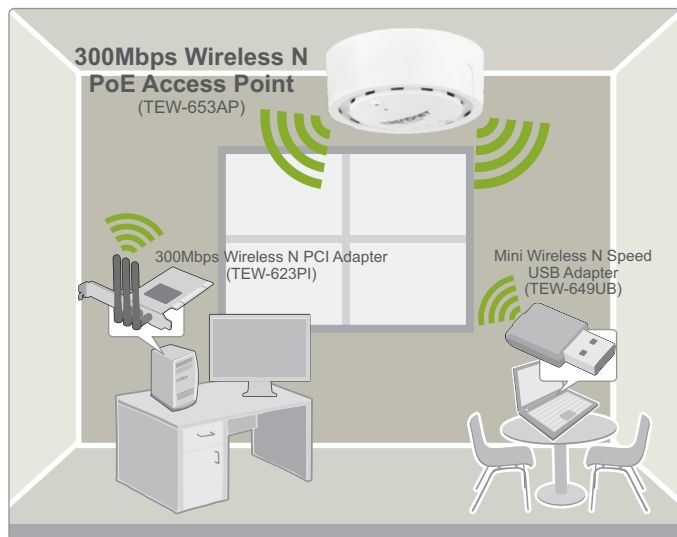 300Mbps Wireless N
PoE Access Point
(TEW-653AP)
TRENDNET
300Mbps Wireless N PCI Adapter
(TEW-623PI)
Mini Wireless N Speed
USB Adapter
(TEW-649UB)